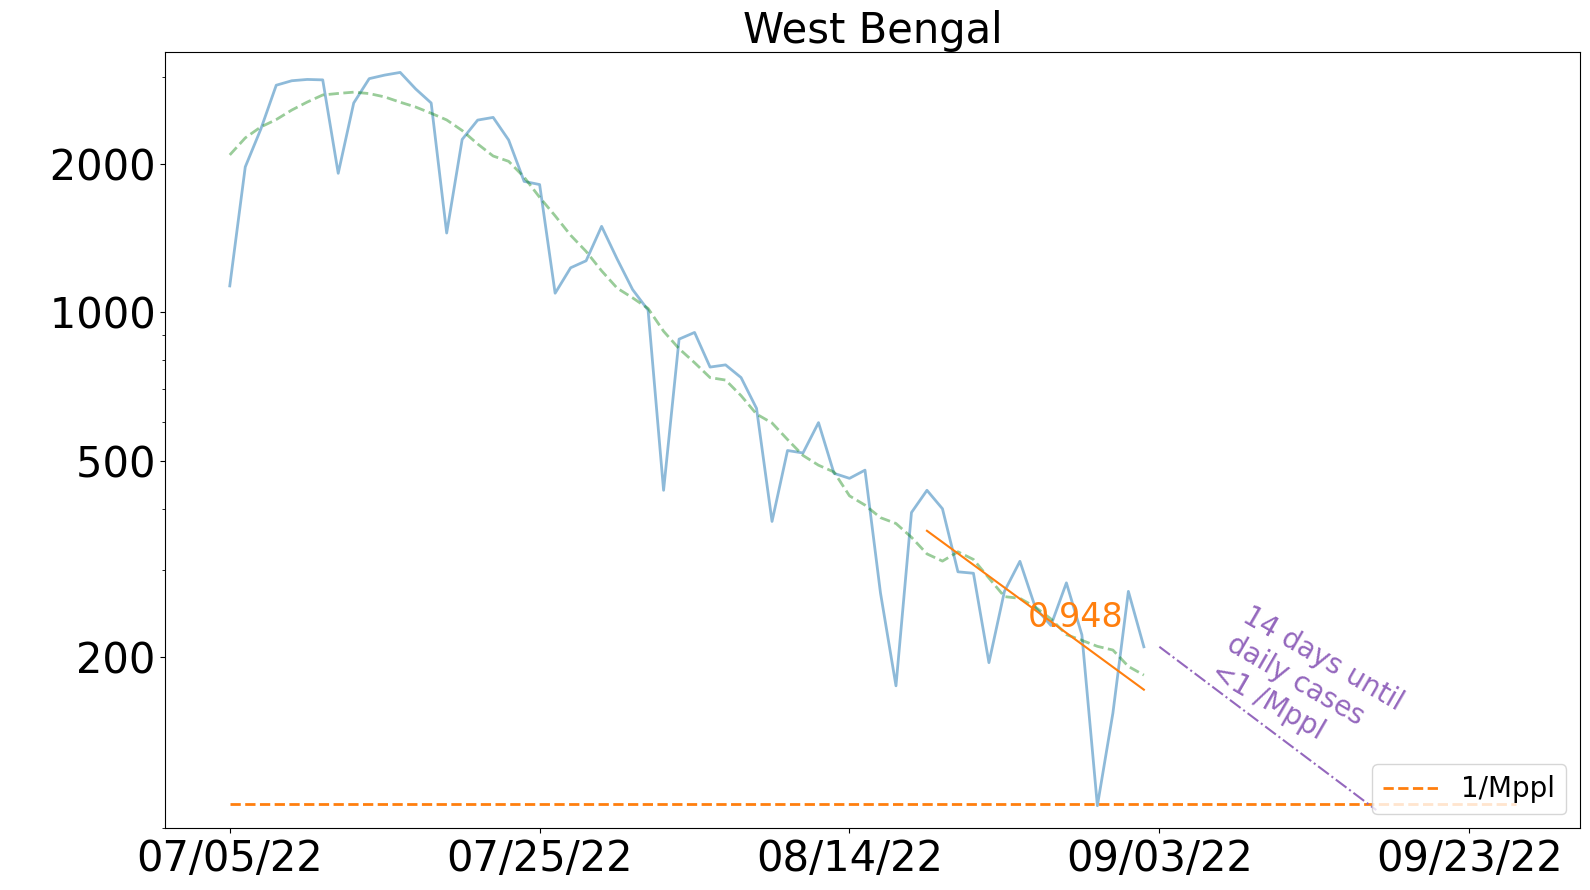 West Bengal
2000
1000
500
200
0.948
14 days until
daily cases
<1 /Mppl
1/Mppl
07/05/22
07/25/22
08/14/22
09/03/22
09/23/22